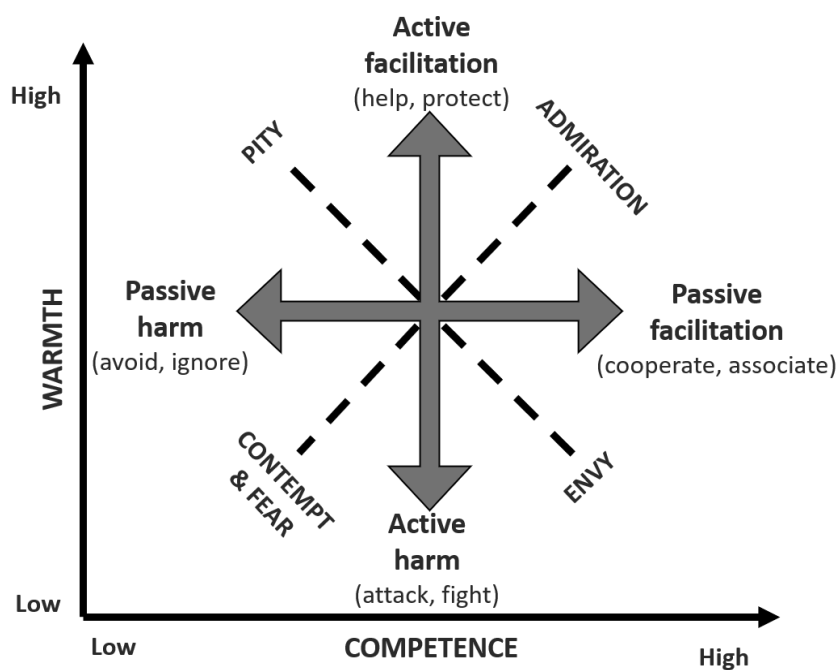 Active
facilitation
(help, protect)
High
PITY
ADMIRATION
WARMTH
Passive
harm
(avoid, ignore)
Passive
facilitation
(cooperate, associate)
CONTEMPT
& FEAR
ENVY
Active
harm
(attack, fight)
Low
Low
COMPETENCE
High